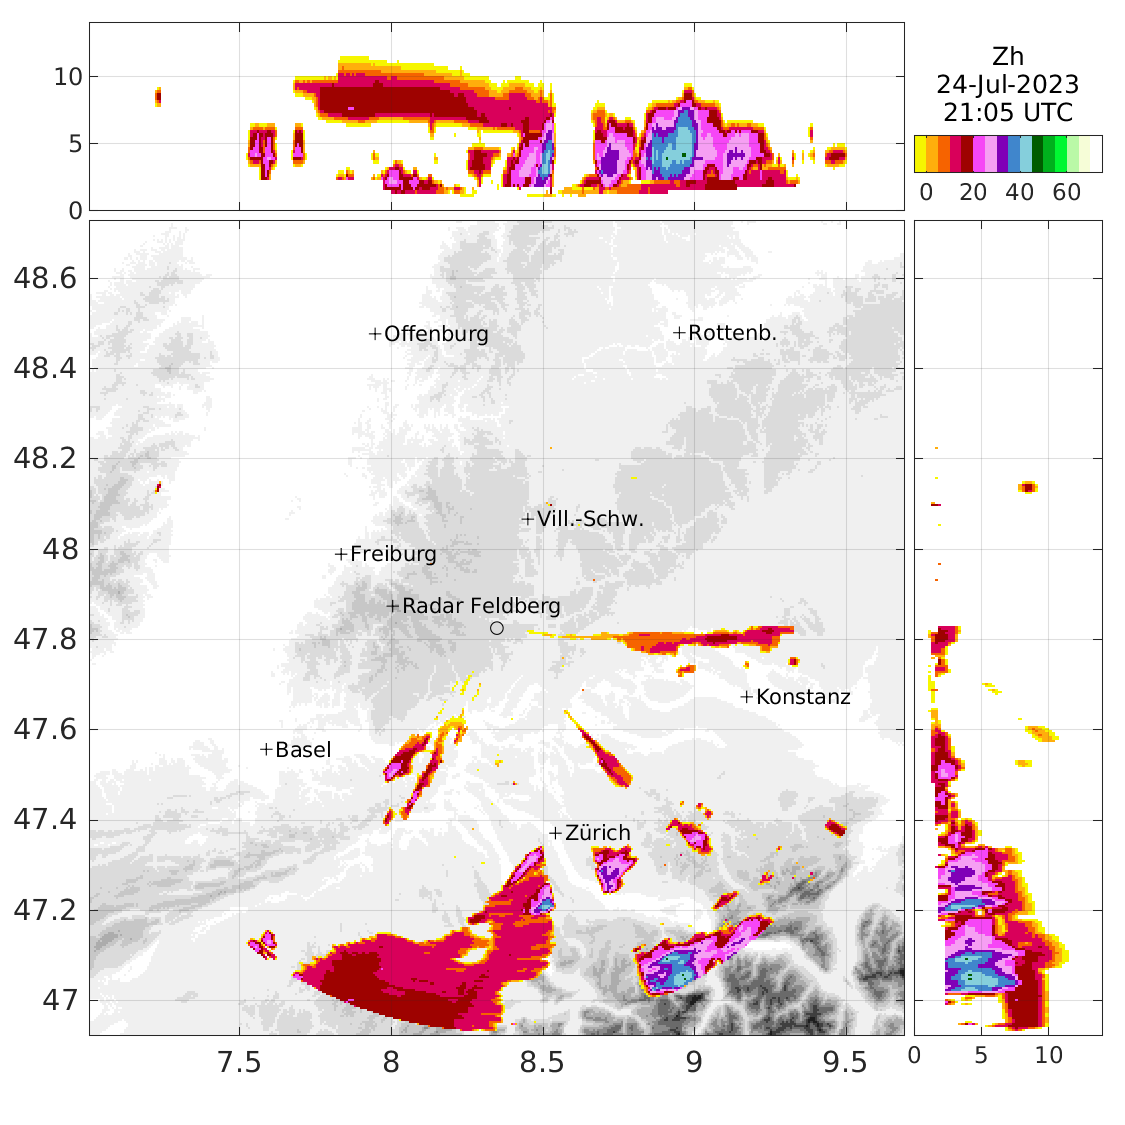 10
5
0
Zh
24-Jul-2023
21:05 UTC
0 20 40 60
48.6
48.4
48.2
48
47.8
47.6
47.4
47.2
47
+Offenburg
+Rottenb.
+Vill.-Schw.
+Freiburg
+Radar Feldberg
+Konstanz
+Basel
+Zürich
7.5 8 8.5 9 9.5
0 5 10